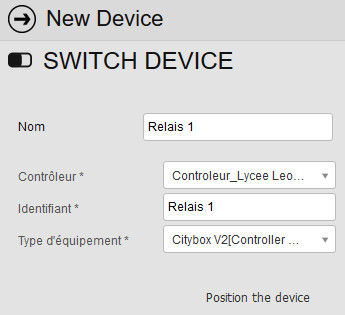 New Device
SWITCH DEVICE
Nom Relais 1
Contrôleur * Controleur_Lycee Leo...
Identifiant * Relais 1
Type d'équipement * Citybox V2[Controller ...
Position the device